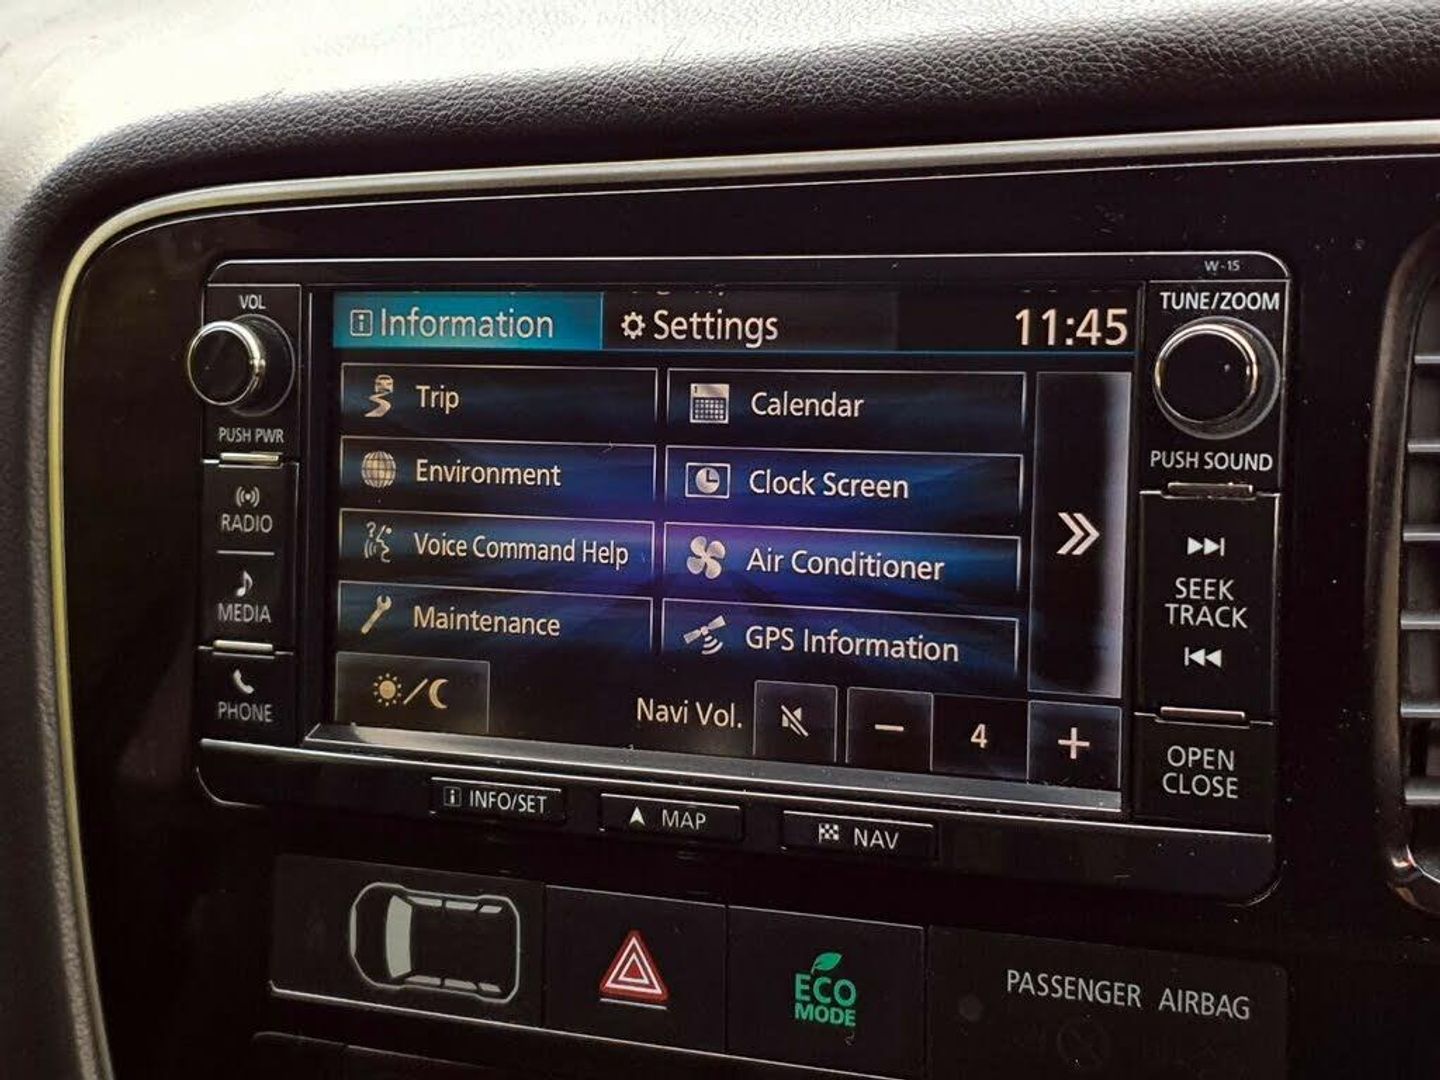 W-15
VOL
TUNE/ZOOM
Information
Settings
11:45
Trip
Calendar
PUSH PWR
PUSH SOUND
Environment
Clock Screen
RADIO
Voice Command Help
Air Conditioner
SEEK
TRACK
MEDIA
Maintenance
GPS Information
PHONE
Navi Vol.
4
OPEN
CLOSE
INFO/SET
MAP
NAV
ECO
MODE
PASSENGER AIRBAG